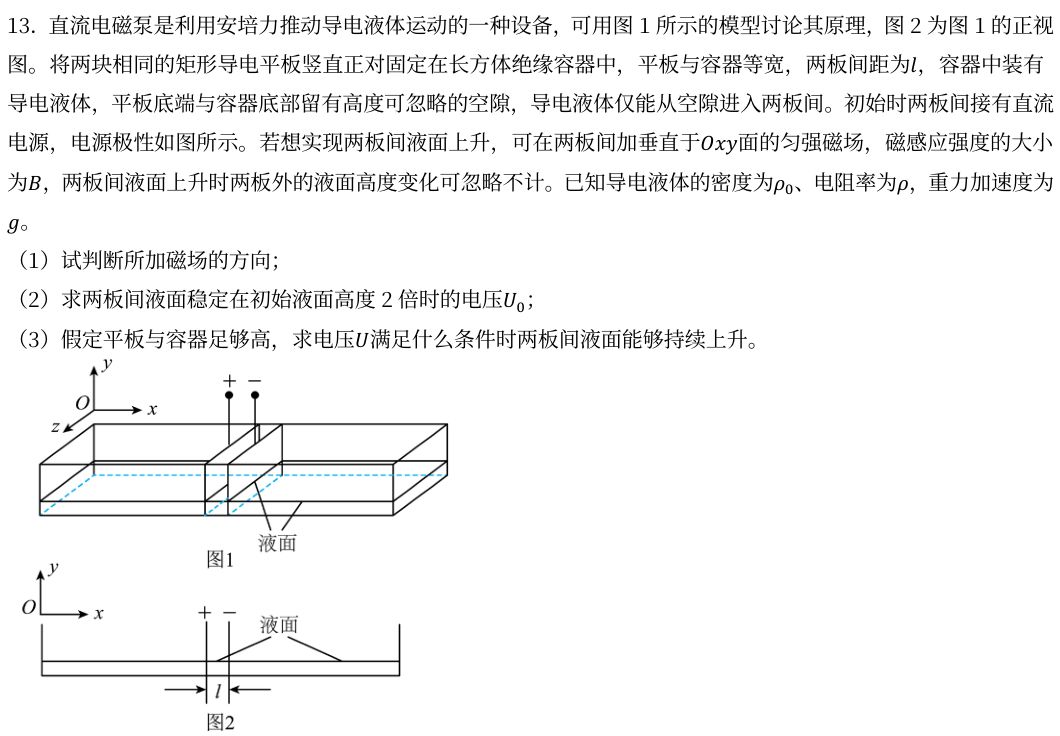 13．直流电磁泵是利用安培力推动导电液体运动的一种设备，可用图 1 所示的模型讨论其原理，图 2 为图 1 的正视
图。将两块相同的矩形导电平板竖直正对固定在长方体绝缘容器中，平板与容器等宽，两板间距为l，容器中装有
导电液体，平板底端与容器底部留有高度可忽略的空隙，导电液体仅能从空隙进入两板间。初始时两板间接有直流
电源，电源极性如图所示。若想实现两板间液面上升，可在两板间加垂直于Oxy面的匀强磁场，磁感应强度的大小
为B，两板间液面上升时两板外的液面高度变化可忽略不计。已知导电液体的密度为ρ₀、电阻率为ρ，重力加速度为
g。
（1）试判断所加磁场的方向；
（2）求两板间液面稳定在初始液面高度 2 倍时的电压U₀；
（3）假定平板与容器足够高，求电压U满足什么条件时两板间液面能够持续上升。
y
+ −
O
x
z
液面
图1
y
O
x
+ −
液面
l
图2